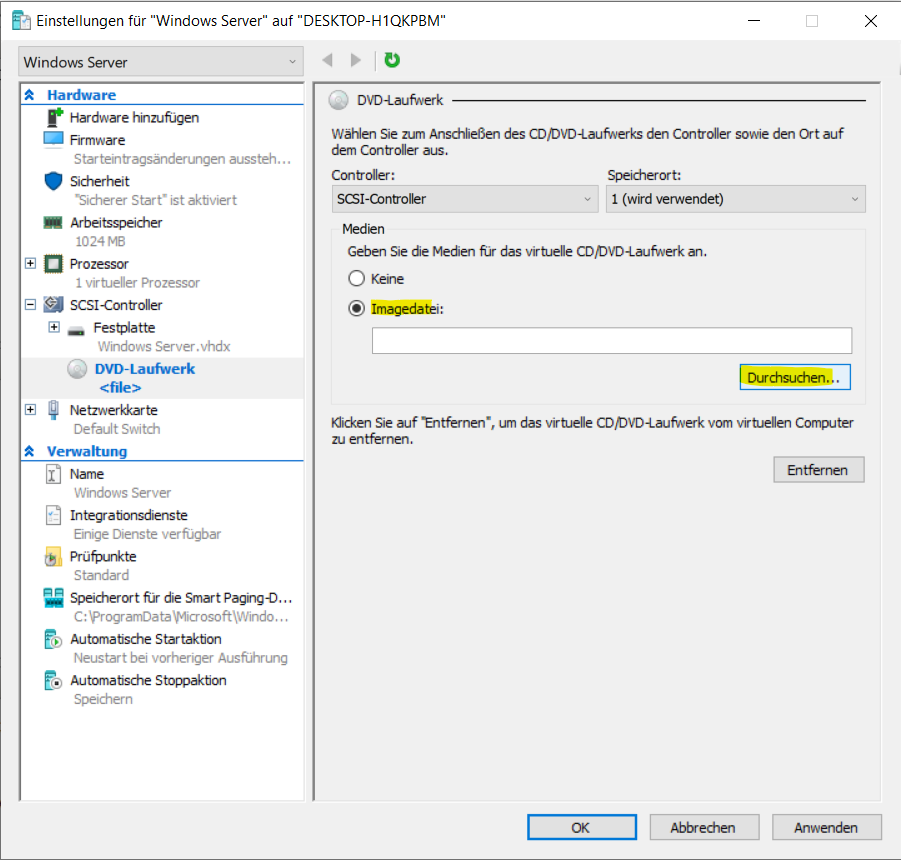 Einstellungen für "Windows Server" auf "DESKTOP-H1QKPBM"
Windows Server
Hardware
Hardware hinzufügen
Firmware
Starteintragsänderungen aussteh...
Sicherheit
"Sicherer Start" ist aktiviert
Arbeitsspeicher
1024 MB
Prozessor
1 virtueller Prozessor
SCSI-Controller
Festplatte
Windows Server.vhdx
DVD-Laufwerk
<file>
Netzwerkkarte
Default Switch
Verwaltung
Name
Windows Server
Integrationsdienste
Einige Dienste verfügbar
Prüfpunkte
Standard
Speicherort für die Smart Paging-D...
C:\ProgramData\Microsoft\Windo...
Automatische Startaktion
Neustart bei vorheriger Ausführung
Automatische Stoppaktion
Speichern
DVD-Laufwerk
Wählen Sie zum Anschließen des CD/DVD-Laufwerks den Controller sowie den Ort auf
dem Controller aus.
Controller:
Speicherort:
SCSI-Controller
1 (wird verwendet)
Medien
Geben Sie die Medien für das virtuelle CD/DVD-Laufwerk an.
Keine
Imagedatei:
Durchsuchen...
Klicken Sie auf "Entfernen", um das virtuelle CD/DVD-Laufwerk vom virtuellen Computer
zu entfernen.
Entfernen
OK
Abbrechen
Anwenden